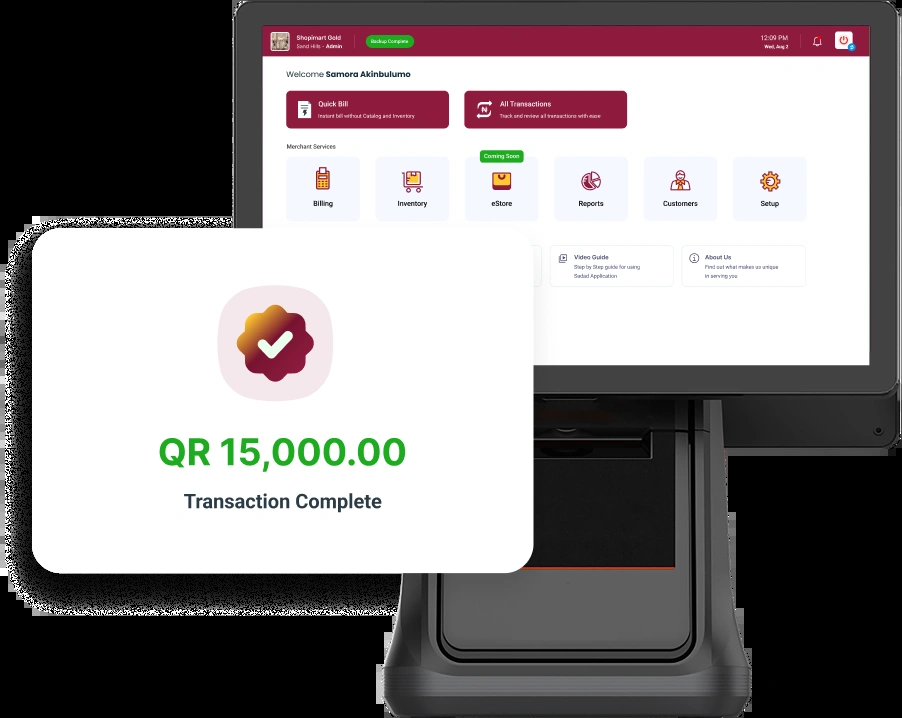 Shopimart Gold
Sand Hills - Admin
Backup Complete
12:09 PM
Wed, Aug 2
Welcome Samora Akinbulumo
Quick Bill
Instant bill without Catalog and Inventory
All Transactions
Track and review all transactions with ease
Merchant Services
Coming Soon
Billing
Inventory
eStore
Reports
Customers
Setup
Video Guide
Step by Step guide for using
Sadad Application
About Us
Find out what makes us unique
in serving you
QR 15,000.00
Transaction Complete